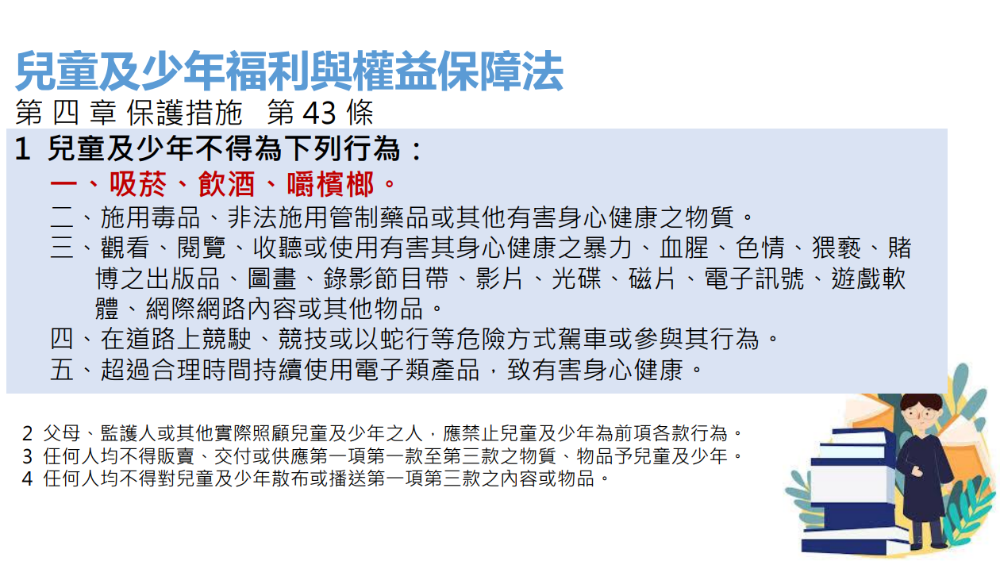 兒童及少年福利與權益保障法
第 四 章 保護措施 第 43 條
1 兒童及少年不得為下列行為：
一、吸菸、飲酒、嚼檳榔。
二、施用毒品、非法施用管制藥品或其他有害身心健康之物質。
三、觀看、閱覽、收聽或使用有害其身心健康之暴力、血腥、色情、猥褻、賭
博之出版品、圖畫、錄影節目帶、影片、光碟、磁片、電子訊號、遊戲軟
體、網際網路內容或其他物品。
四、在道路上競駛、競技或以蛇行等危險方式駕車或參與其行為。
五、超過合理時間持續使用電子類產品，致有害身心健康。
2 父母、監護人或其他實際照顧兒童及少年之人，應禁止兒童及少年為前項各款行為。
3 任何人均不得販賣、交付或供應第一項第一款至第三款之物質、物品予兒童及少年。
4 任何人均不得對兒童及少年散布或播送第一項第三款之內容或物品。
2